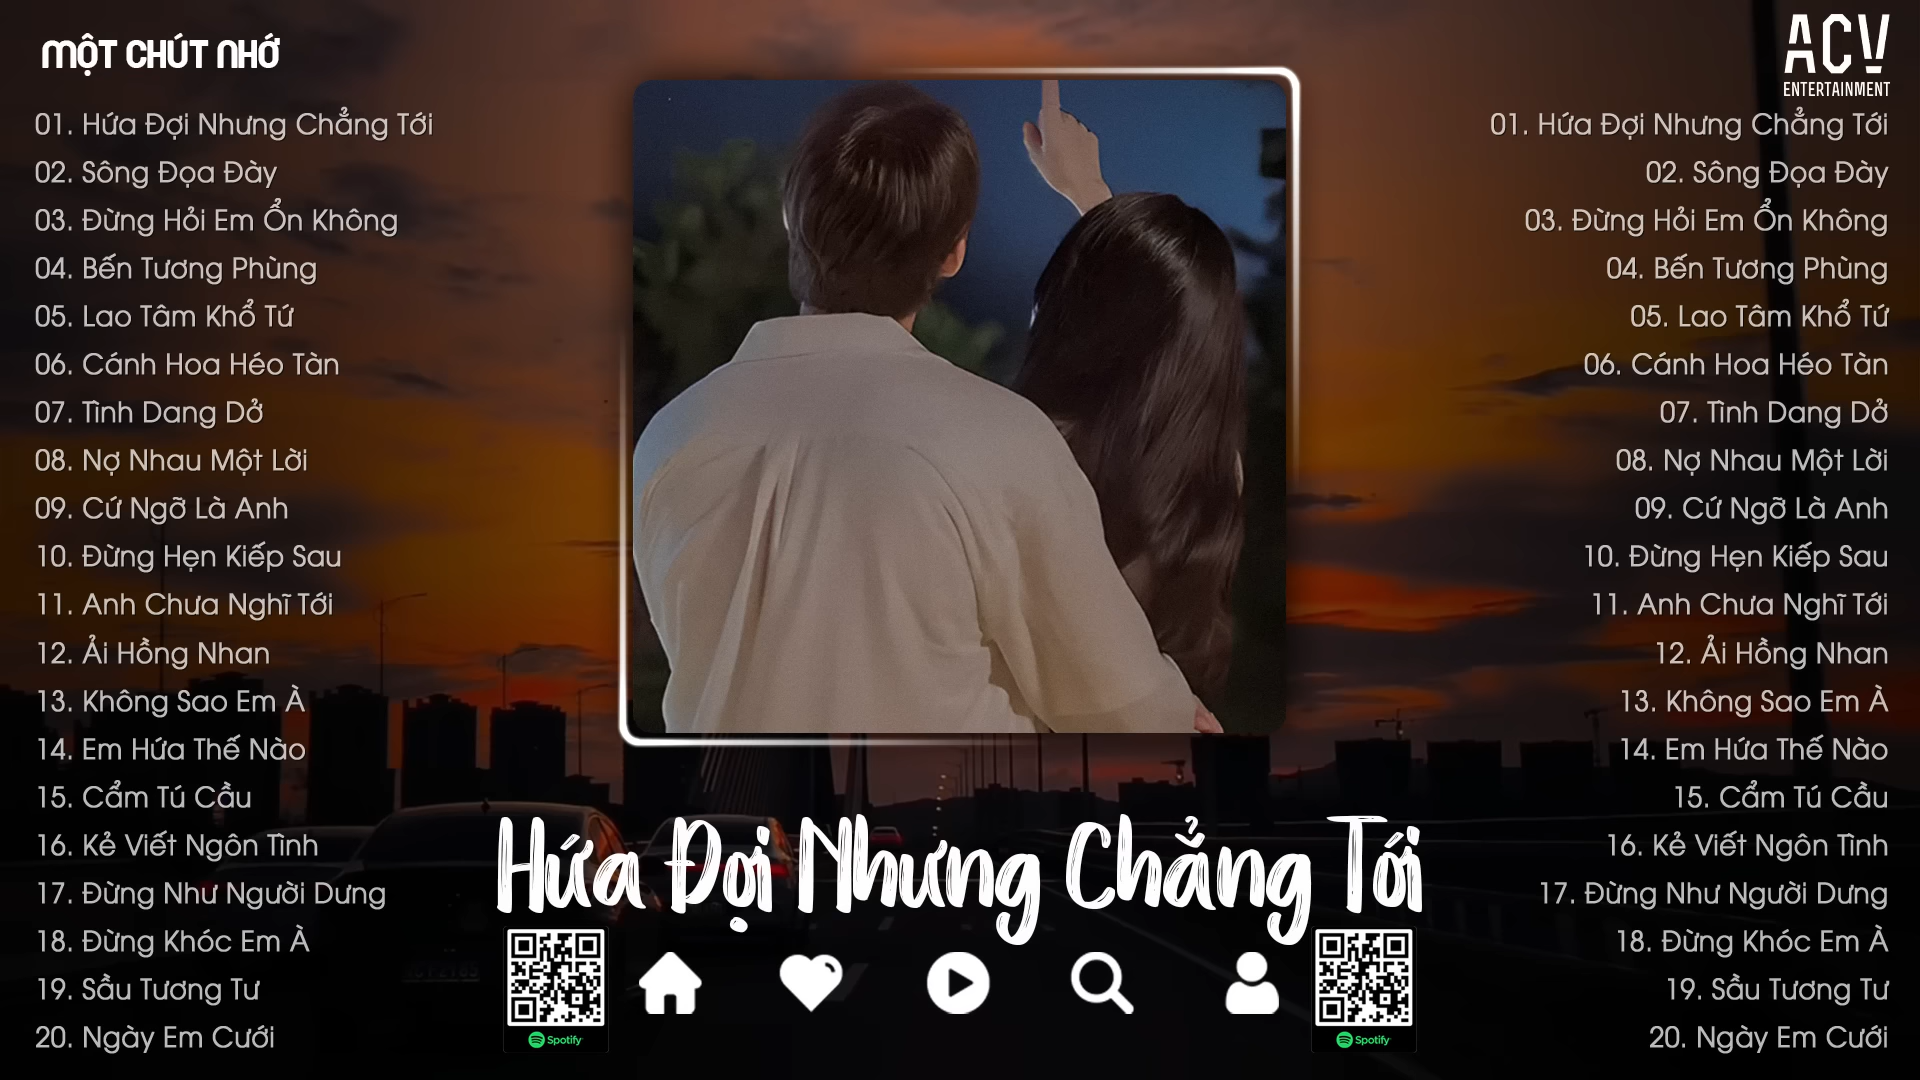 MỘT CHÚT NHỚ
01. Hứa Đợi Nhưng Chẳng Tới
02. Sông Đọa Đày
03. Đừng Hỏi Em Ổn Không
04. Bến Tương Phùng
05. Lao Tâm Khổ Tứ
06. Cánh Hoa Héo Tàn
07. Tình Dang Dở
08. Nợ Nhau Một Lời
09. Cứ Ngỡ Là Anh
10. Đừng Hẹn Kiếp Sau
11. Anh Chưa Nghĩ Tới
12. Ải Hồng Nhan
13. Không Sao Em À
14. Em Hứa Thế Nào
15. Cẩm Tú Cầu
16. Kẻ Viết Ngôn Tình
17. Đừng Như Người Dưng
18. Đừng Khóc Em À
19. Sầu Tương Tư
20. Ngày Em Cưới
Hứa Đợi Nhưng Chẳng Tới
Spotify
Spotify
ACV
ENTERTAINMENT
01. Hứa Đợi Nhưng Chẳng Tới
02. Sông Đọa Đày
03. Đừng Hỏi Em Ổn Không
04. Bến Tương Phùng
05. Lao Tâm Khổ Tứ
06. Cánh Hoa Héo Tàn
07. Tình Dang Dở
08. Nợ Nhau Một Lời
09. Cứ Ngỡ Là Anh
10. Đừng Hẹn Kiếp Sau
11. Anh Chưa Nghĩ Tới
12. Ải Hồng Nhan
13. Không Sao Em À
14. Em Hứa Thế Nào
15. Cẩm Tú Cầu
16. Kẻ Viết Ngôn Tình
17. Đừng Như Người Dưng
18. Đừng Khóc Em À
19. Sầu Tương Tư
20. Ngày Em Cưới